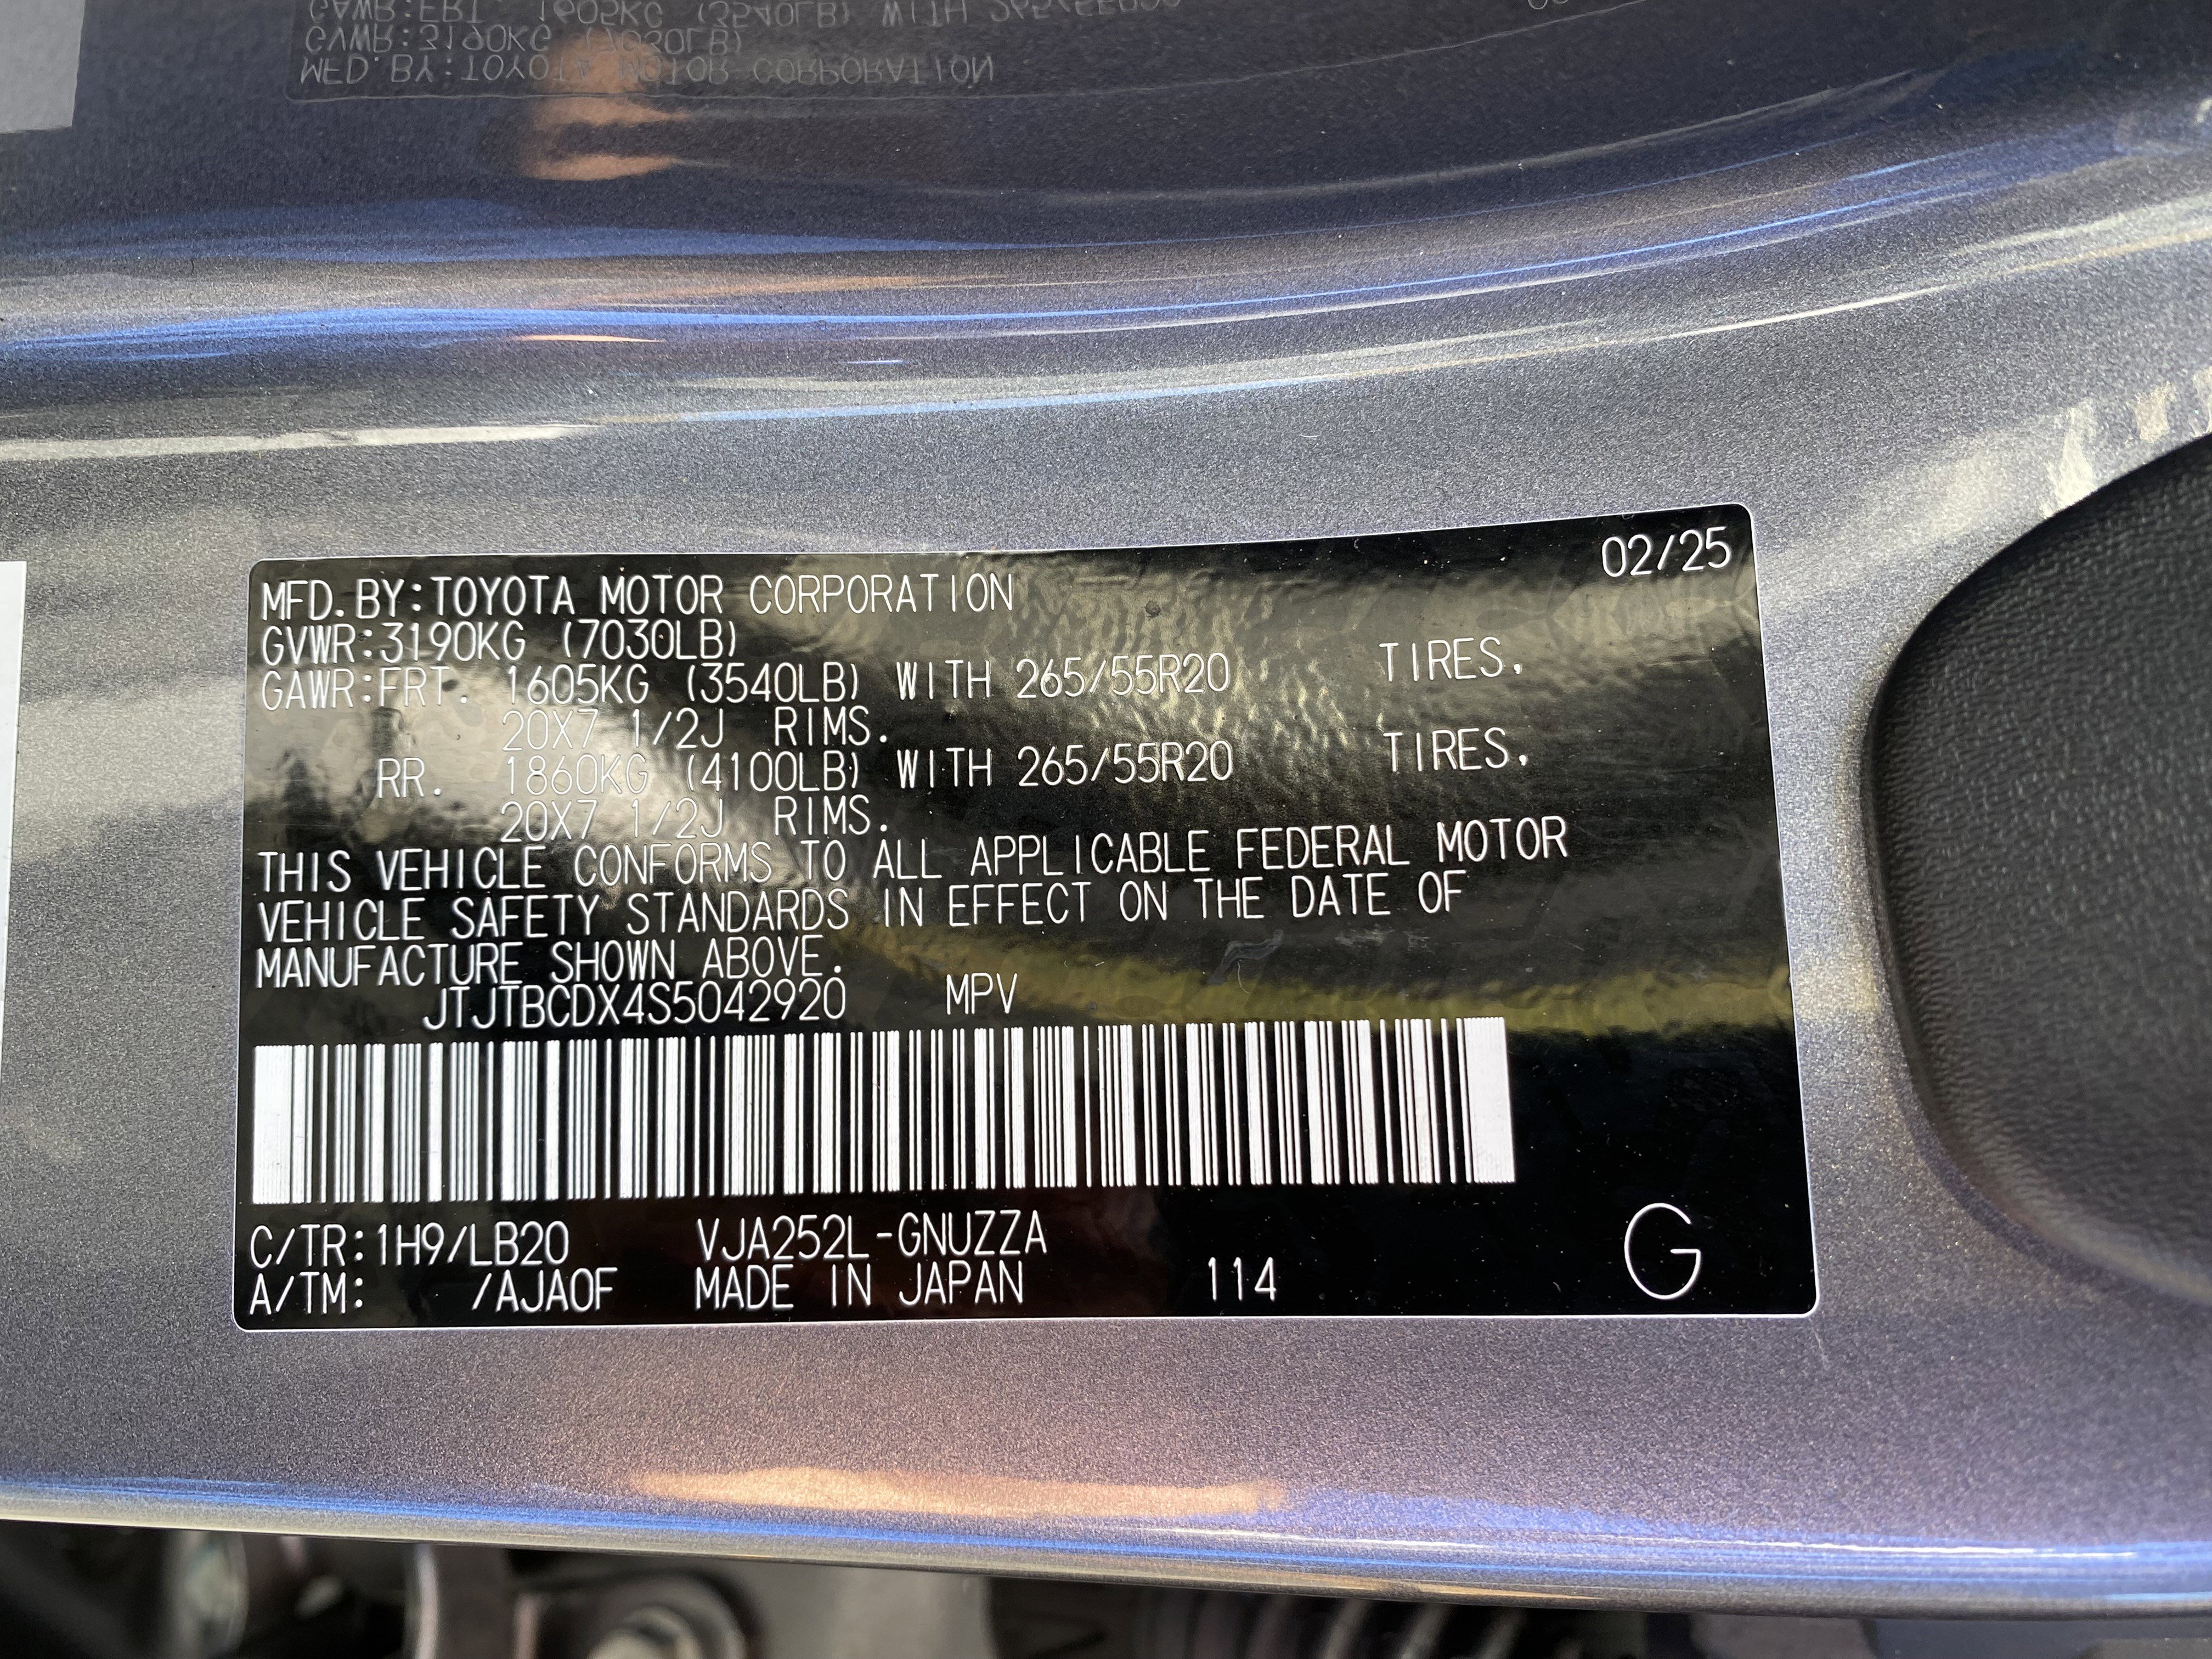 02/25
MFD.BY:TOYOTA MOTOR CORPORATION
GVWR:3190KG (7030LB)
GAWR:FRT. 1605KG (3540LB) WITH 265/55R20 TIRES,
20X7 1/2J RIMS.
RR. 1860KG (4100LB) WITH 265/55R20 TIRES,
20X7 1/2J RIMS.
THIS VEHICLE CONFORMS TO ALL APPLICABLE FEDERAL MOTOR
VEHICLE SAFETY STANDARDS IN EFFECT ON THE DATE OF
MANUFACTURE SHOWN ABOVE.
JTJTBCDX4S5042920 MPV
C/TR:1H9/LB20 VJA252L-GNUZZA
A/TM: /AJA0F MADE IN JAPAN 114 G